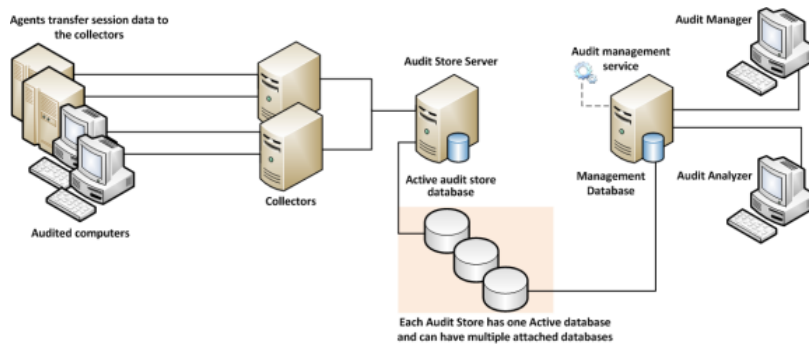 Agents transfer session data to
the collectors
Audit Manager
Audit Store Server
Audit management
service
Collectors
Active audit store
database
Management
Database
Audit Analyzer
Audited computers
Each Audit Store has one Active database
and can have multiple attached databases